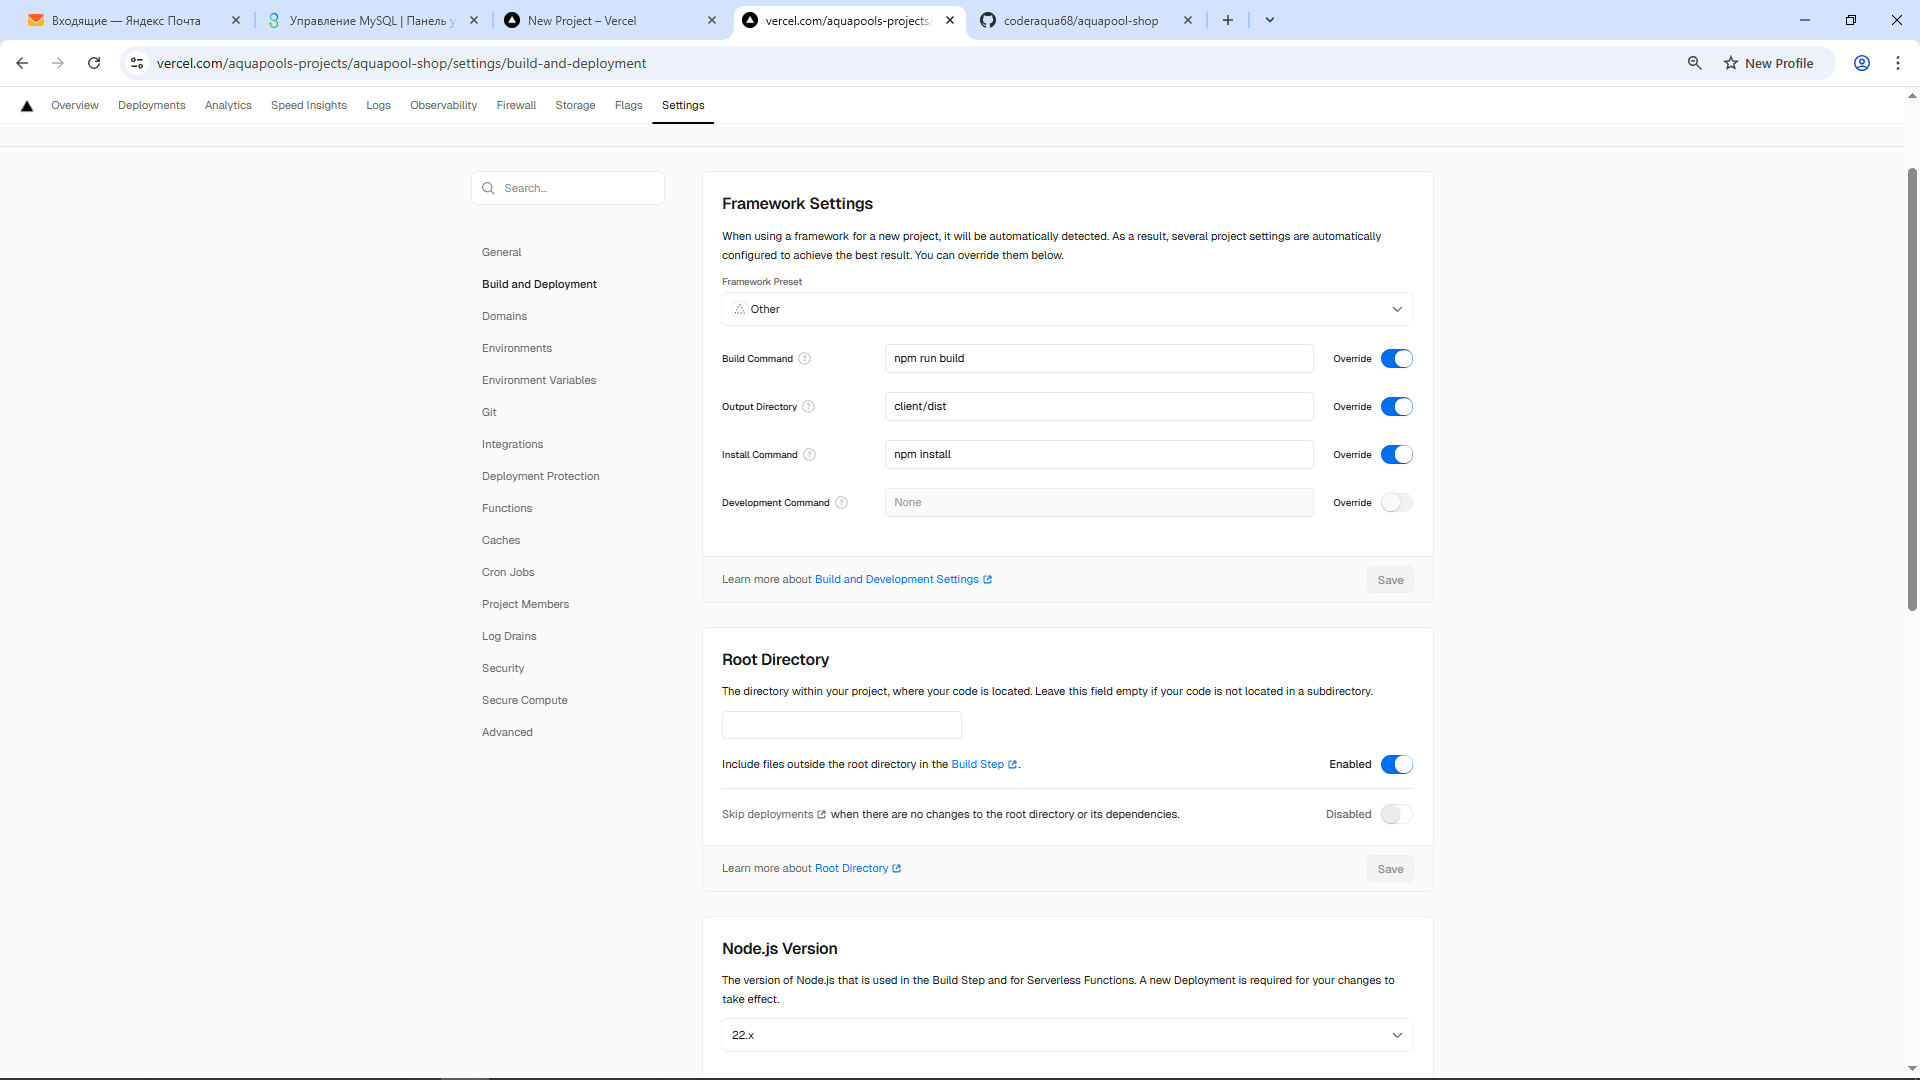 Входящие — Яндекс Почта
Управление MySQL | Панель у
New Project – Vercel
vercel.com/aquapools-projects/
coderaqua68/aquapool-shop
vercel.com/aquapools-projects/aquapool-shop/settings/build-and-deployment
New Profile
Overview
Deployments
Analytics
Speed Insights
Logs
Observability
Firewall
Storage
Flags
Settings
Search...
General
Build and Deployment
Domains
Environments
Environment Variables
Git
Integrations
Deployment Protection
Functions
Caches
Cron Jobs
Project Members
Log Drains
Security
Secure Compute
Advanced
Framework Settings
When using a framework for a new project, it will be automatically detected. As a result, several project settings are automatically
configured to achieve the best result. You can override them below.
Framework Preset
Other
Build Command ?
npm run build
Override
Output Directory ?
client/dist
Override
Install Command ?
npm install
Override
Development Command ?
None
Override
Learn more about Build and Development Settings
Save
Root Directory
The directory within your project, where your code is located. Leave this field empty if your code is not located in a subdirectory.
Include files outside the root directory in the Build Step .
Enabled
Skip deployments when there are no changes to the root directory or its dependencies.
Disabled
Learn more about Root Directory
Save
Node.js Version
The version of Node.js that is used in the Build Step and for Serverless Functions. A new Deployment is required for your changes to
take effect.
22.x